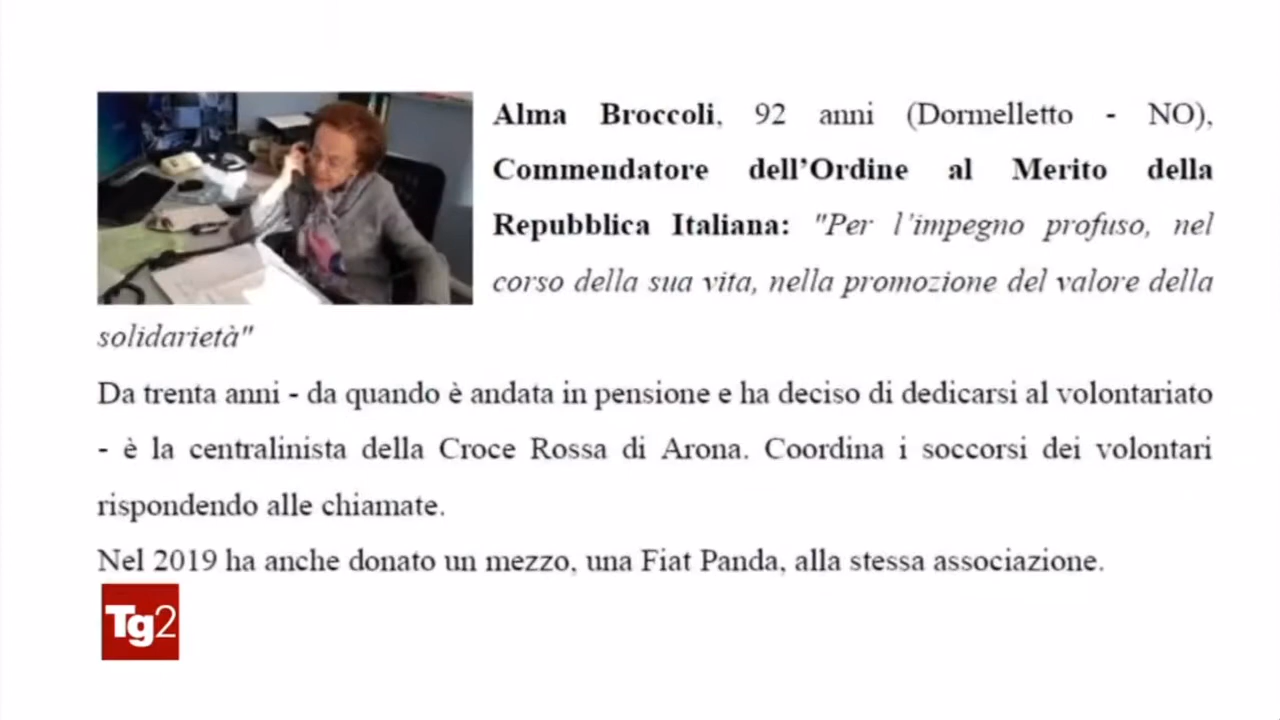 Alma Broccoli, 92 anni (Dormelletto - NO),
Commendatore dell'Ordine al Merito della
Repubblica Italiana: "Per l'impegno profuso, nel
corso della sua vita, nella promozione del valore della
solidarietà"
Da trenta anni - da quando è andata in pensione e ha deciso di dedicarsi al volontariato
- è la centralinista della Croce Rossa di Arona. Coordina i soccorsi dei volontari
rispondendo alle chiamate.
Nel 2019 ha anche donato un mezzo, una Fiat Panda, alla stessa associazione.
Tg2